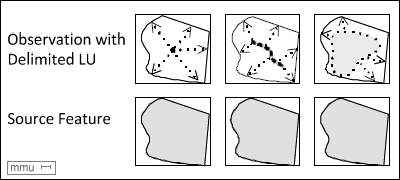 Observation with
Delimited LU
Source Feature
mmu